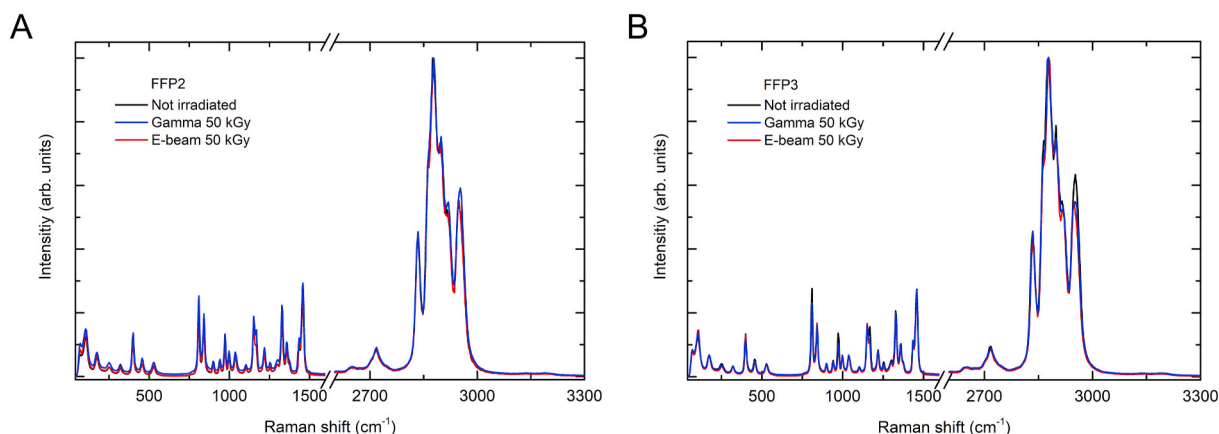 A
FFP2
Not irradiated
Gamma 50 kGy
E-beam 50 kGy
Intensitiy (arb. units)
500 1000 1500 2700 3000 3300
Raman shift (cm-1)
B
FFP3
Not irradiated
Gamma 50 kGy
E-beam 50 kGy
Intensitiy (arb. units)
500 1000 1500 2700 3000 3300
Raman shift (cm-1)